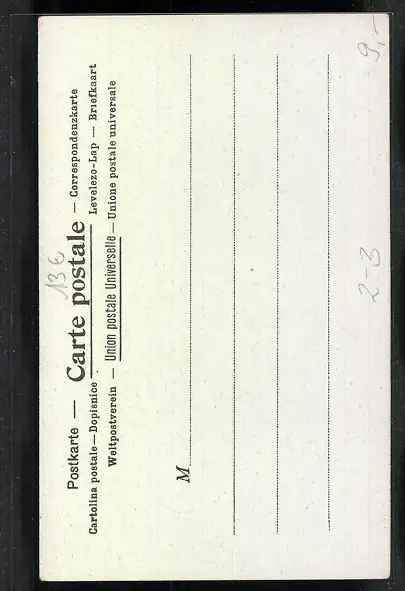 13 €
Postkarte — Carte postale — Correspondenzkarte
Cartolina postale — Dopisnice Levelezo-Lap — Briefkaart
Weltpostverein — Union postale Universelle — Unione postale universale
M
2-3
9,-